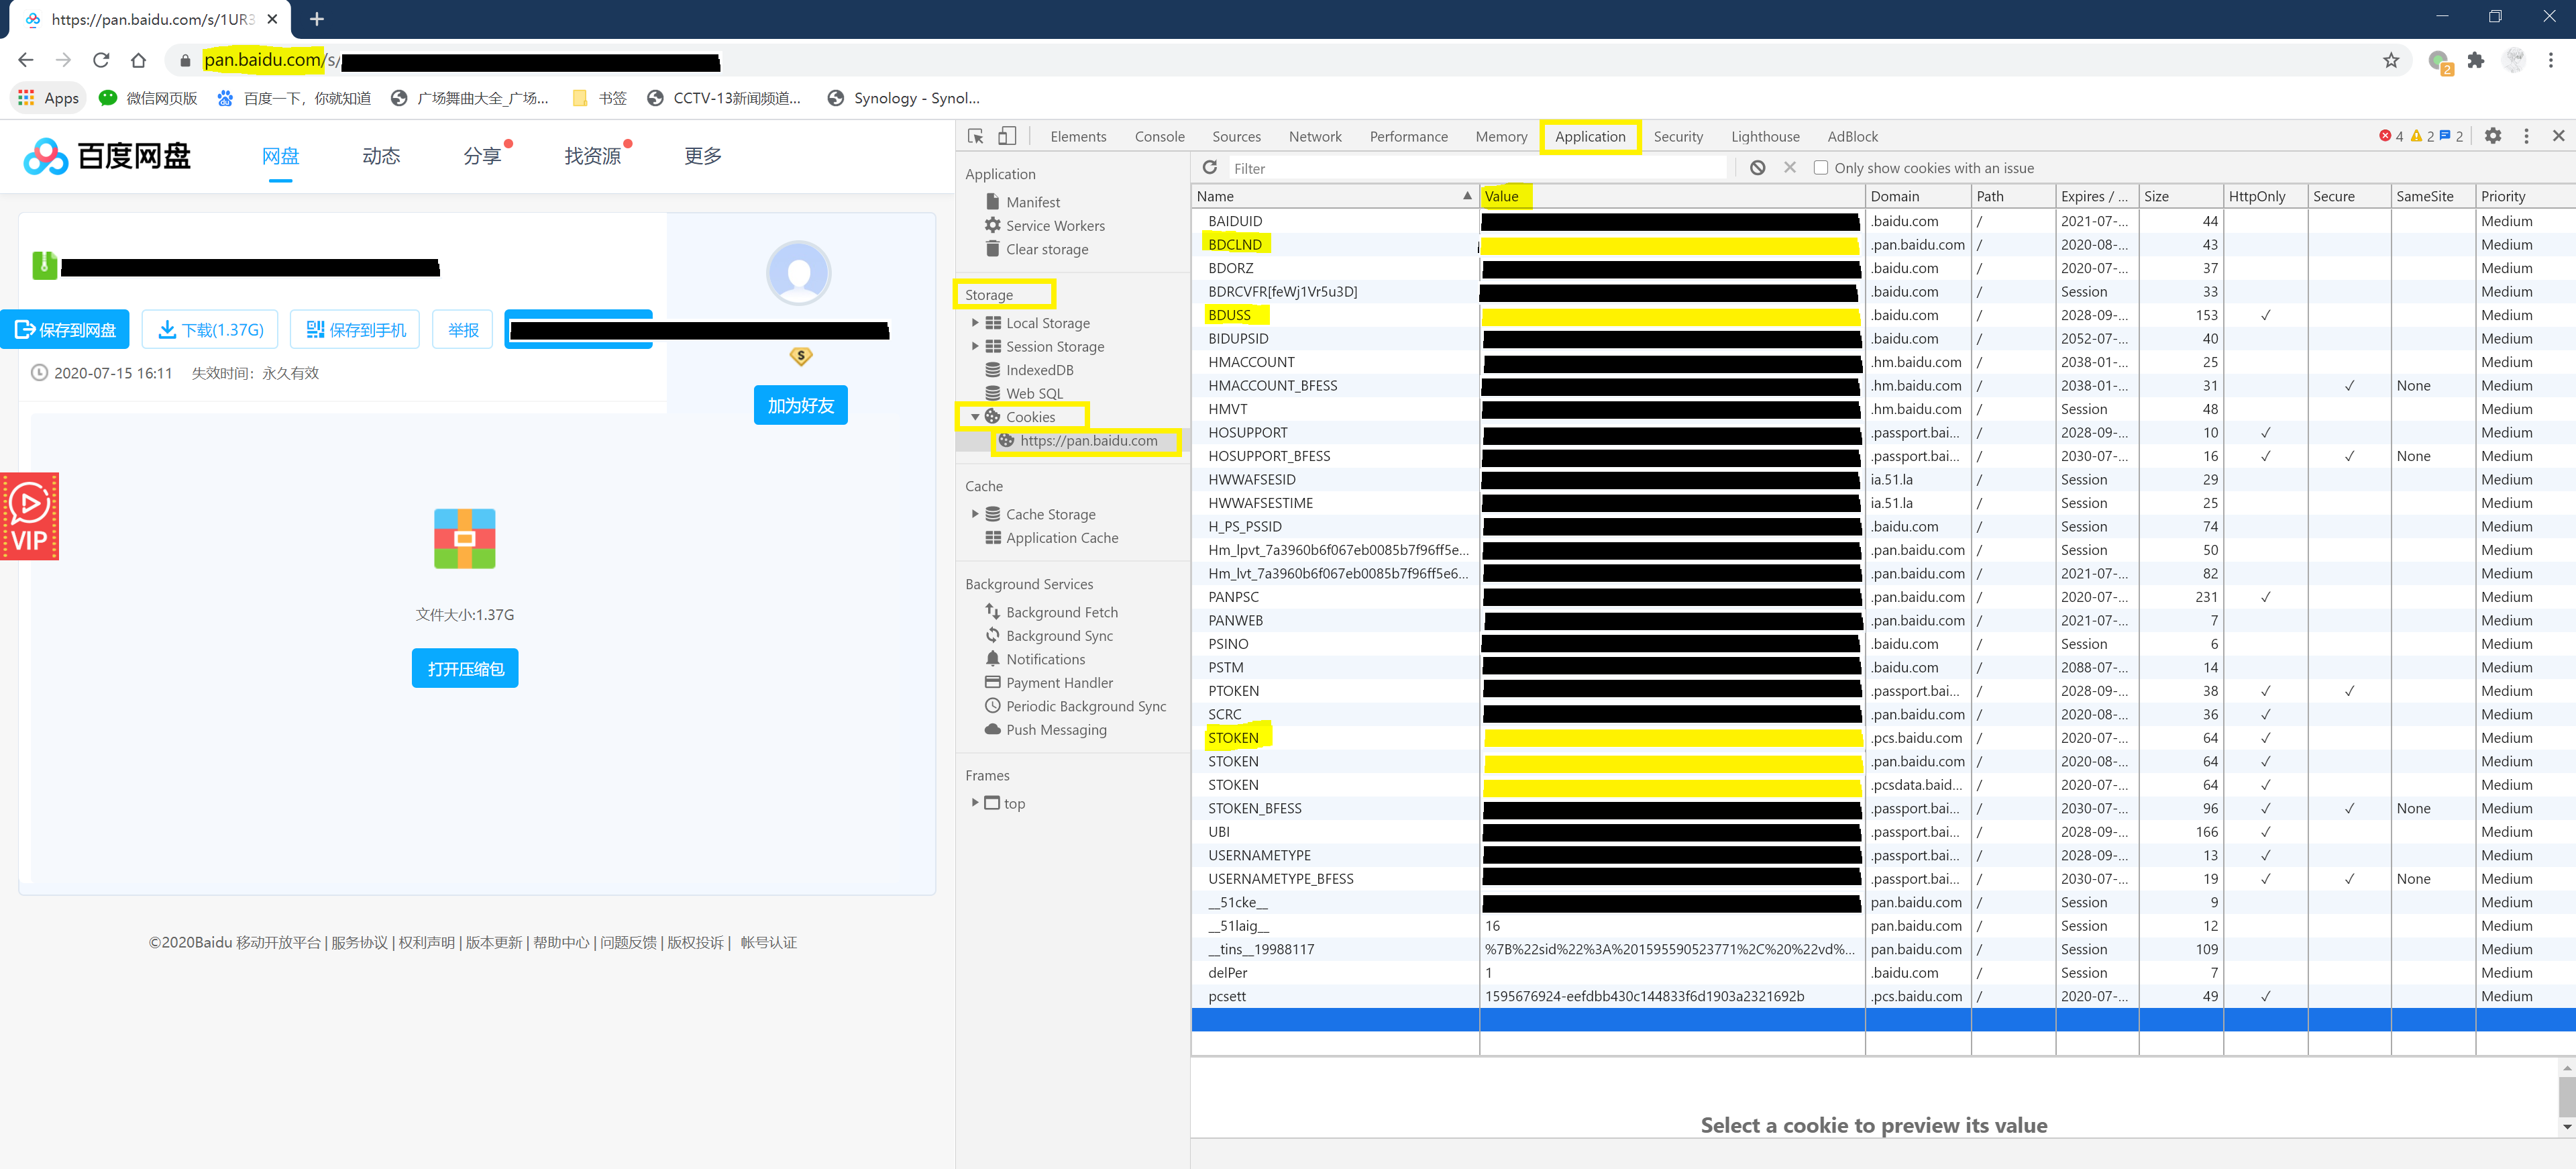 https://pan.baidu.com/s/1UR3
pan.baidu.com/s/
2
Apps 微信网页版 百度一下，你就知道 广场舞曲大全_广场... 书签 CCTV-13新闻频道... Synology - Synol...
百度网盘 网盘 动态 分享 找资源 更多
保存到网盘 下载(1.37G) 保存到手机 举报
2020-07-15 16:11 失效时间：永久有效
加为好友
VIP
文件大小:1.37G
打开压缩包
©2020Baidu 移动开放平台 | 服务协议 | 权利声明 | 版本更新 | 帮助中心 | 问题反馈 | 版权投诉 | 帐号认证
Elements Console Sources Network Performance Memory Application Security Lighthouse AdBlock 4 2 2
Application
Manifest
Service Workers
Clear storage
Storage
Local Storage
Session Storage
IndexedDB
Web SQL
Cookies
https://pan.baidu.com
Cache
Cache Storage
Application Cache
Background Services
Background Fetch
Background Sync
Notifications
Payment Handler
Periodic Background Sync
Push Messaging
Frames
top
Filter Only show cookies with an issue
Name Value Domain Path Expires / ... Size HttpOnly Secure SameSite Priority
BAIDUID .baidu.com / 2021-07-... 44 Medium
BDCLND .pan.baidu.com / 2020-08-... 43 Medium
BDORZ .baidu.com / 2020-07-... 37 Medium
BDRCVFR[feWj1Vr5u3D] .baidu.com / Session 33 Medium
BDUSS .baidu.com / 2028-09-... 153 ✓ Medium
BIDUPSID .baidu.com / 2052-07-... 40 Medium
HMACCOUNT .hm.baidu.com / 2038-01-... 25 Medium
HMACCOUNT_BFESS .hm.baidu.com / 2038-01-... 31 ✓ None Medium
HMVT .hm.baidu.com / Session 48 Medium
HOSUPPORT .passport.bai... / 2028-09-... 10 ✓ Medium
HOSUPPORT_BFESS .passport.bai... / 2030-07-... 16 ✓ ✓ None Medium
HWWAFSESID ia.51.la / Session 29 Medium
HWWAFSESTIME ia.51.la / Session 25 Medium
H_PS_PSSID .baidu.com / Session 74 Medium
Hm_lpvt_7a3960b6f067eb0085b7f96ff5e... .pan.baidu.com / Session 50 Medium
Hm_lvt_7a3960b6f067eb0085b7f96ff5e6... .pan.baidu.com / 2021-07-... 82 Medium
PANPSC .pan.baidu.com / 2020-07-... 231 ✓ Medium
PANWEB .pan.baidu.com / 2021-07-... 7 Medium
PSINO .baidu.com / Session 6 Medium
PSTM .baidu.com / 2088-07-... 14 Medium
PTOKEN .passport.bai... / 2028-09-... 38 ✓ ✓ Medium
SCRC .pan.baidu.com / 2020-08-... 36 ✓ Medium
STOKEN .pcs.baidu.com / 2020-07-... 64 ✓ Medium
STOKEN .pan.baidu.com / 2020-08-... 64 ✓ Medium
STOKEN .pcsdata.baid... / 2020-07-... 64 ✓ Medium
STOKEN_BFESS .passport.bai... / 2030-07-... 96 ✓ ✓ None Medium
UBI .passport.bai... / 2028-09-... 166 ✓ Medium
USERNAMETYPE .passport.bai... / 2028-09-... 13 ✓ Medium
USERNAMETYPE_BFESS .passport.bai... / 2030-07-... 19 ✓ ✓ None Medium
__51cke__ pan.baidu.com / Session 9 Medium
__51laig__ 16 pan.baidu.com / Session 12 Medium
__tins__19988117 %7B%22sid%22%3A%201595590523771%2C%20%22vd%... pan.baidu.com / Session 109 Medium
delPer 1 .baidu.com / Session 7 Medium
pcsett 1595676924-eefdbb430c144833f6d1903a2321692b .pcs.baidu.com / 2020-07-... 49 ✓ Medium
Select a cookie to preview its value